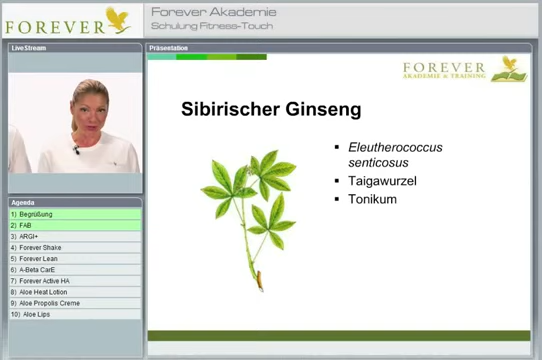 FOREVER
Forever Akademie
Schulung Fitness-Touch
LiveStream
Präsentation
FOREVER
AKADEMIE & TRAINING
Sibirischer Ginseng
Eleutherococcus
senticosus
Taigawurzel
Tonikum
Agenda
1) Begrüßung
2) FAB
3) ARGI+
4) Forever Shake
5) Forever Lean
6) A-Beta CarE
7) Forever Active HA
8) Aloe Heat Lotion
9) Aloe Propolis Creme
10) Aloe Lips